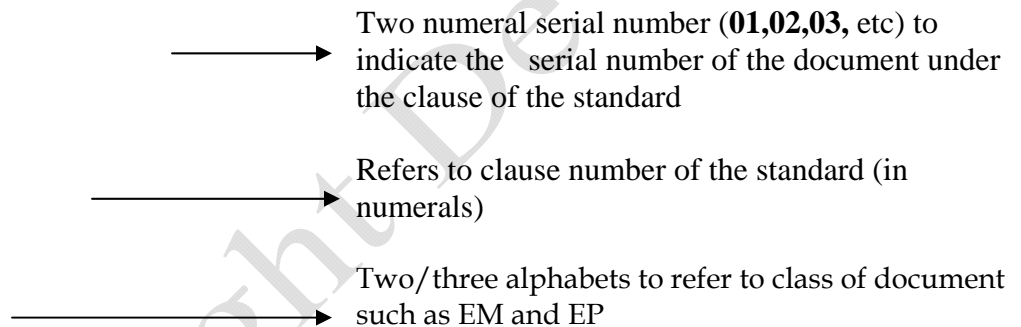 Two numeral serial number (01,02,03, etc) to
indicate the serial number of the document under
the clause of the standard
Refers to clause number of the standard (in
numerals)
Two/three alphabets to refer to class of document
such as EM and EP